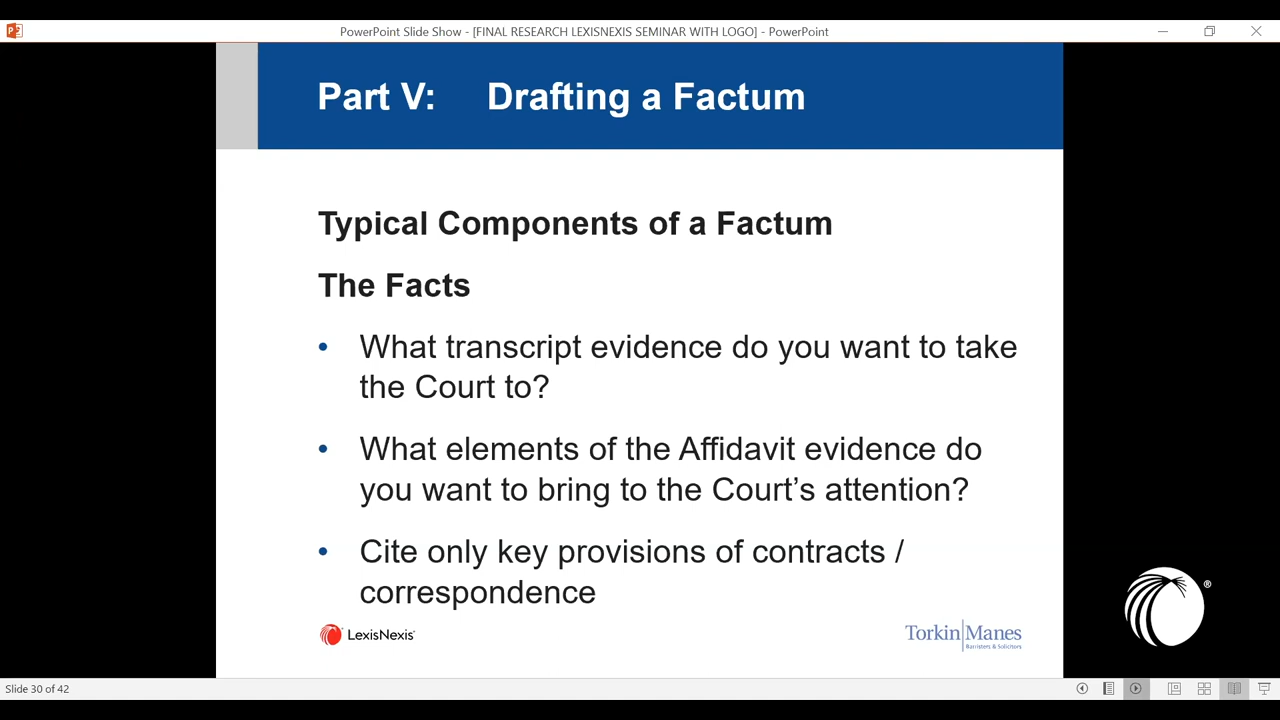 PowerPoint Slide Show - [FINAL RESEARCH LEXISNEXIS SEMINAR WITH LOGO] - PowerPoint
Part V: Drafting a Factum
Typical Components of a Factum
The Facts
• What transcript evidence do you want to take
the Court to?
• What elements of the Affidavit evidence do
you want to bring to the Court’s attention?
• Cite only key provisions of contracts /
correspondence
LexisNexis®
Torkin|Manes
Barristers & Solicitors
®
Slide 30 of 42